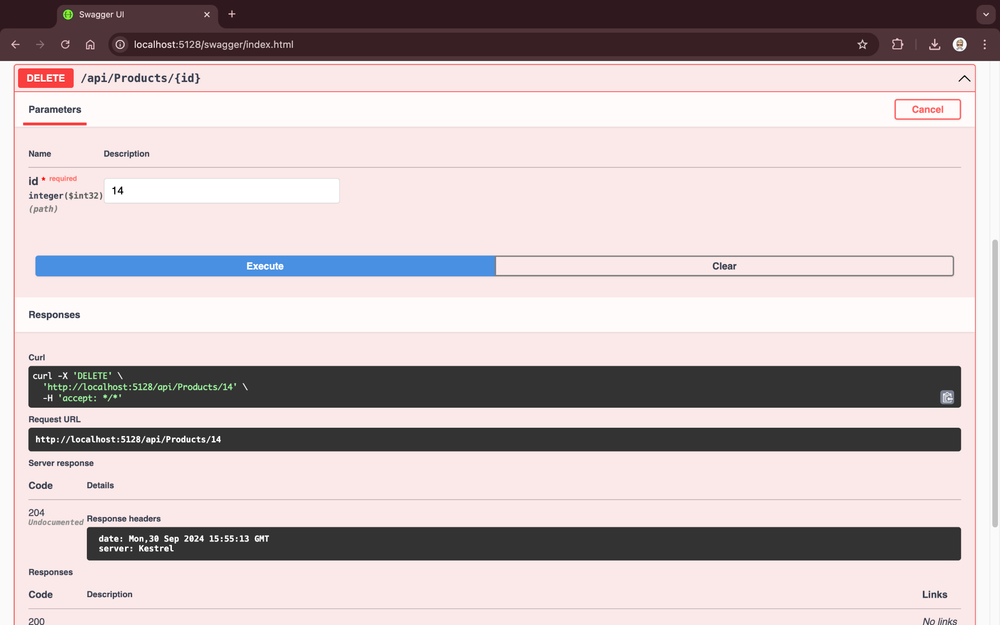 Swagger UI
localhost:5128/swagger/index.html
DELETE /api/Products/{id}
Parameters
Cancel
Name Description
id * required
integer($int32)
(path)
14
Execute
Clear
Responses
Curl
curl -X 'DELETE' \
'http://localhost:5128/api/Products/14' \
-H 'accept: */*'
Request URL
http://localhost:5128/api/Products/14
Server response
Code Details
204
Undocumented
Response headers
date: Mon,30 Sep 2024 15:55:13 GMT
server: Kestrel
Responses
Code Description Links
200 No links